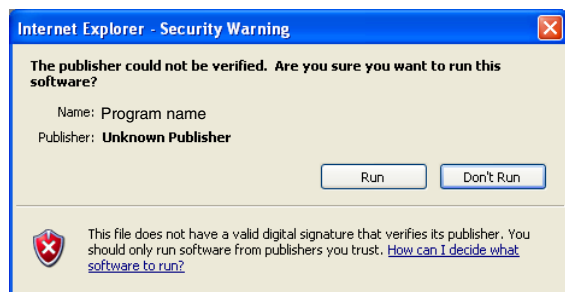 Internet Explorer - Security Warning
The publisher could not be verified.  Are you sure you want to run this
software?
Name: Program name
Publisher: Unknown Publisher
Run Don't Run
This file does not have a valid digital signature that verifies its publisher. You
should only run software from publishers you trust. How can I decide what
software to run?